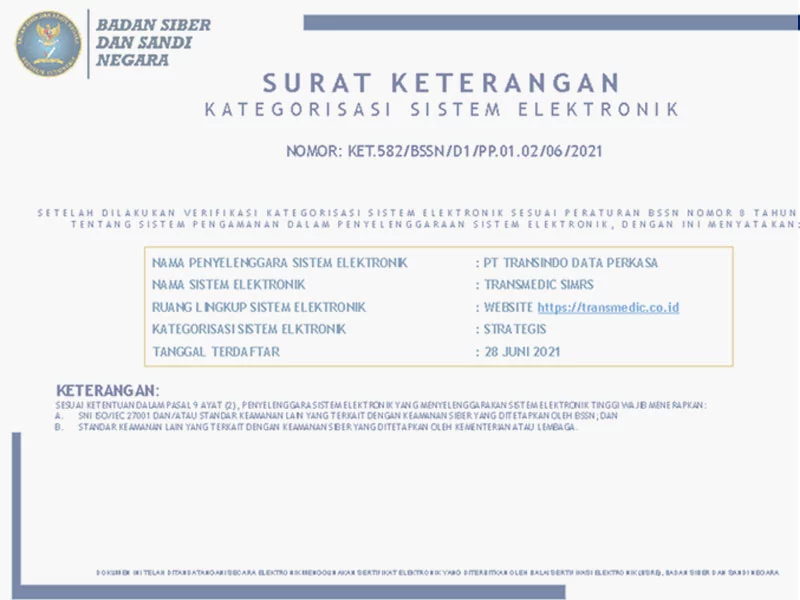 BADAN SIBER
DAN SANDI
NEGARA
SURAT KETERANGAN
KATEGORISASI SISTEM ELEKTRONIK
NOMOR: KET.582/BSSN/D1/PP.01.02/06/2021
SETELAH DILAKUKAN VERIFIKASI KATEGORISASI SISTEM ELEKTRONIK SESUAI PERATURAN BSSN NOMOR 8 TAHUN
TENTANG SISTEM PENGAMANAN DALAM PENYELENGGARAAN SISTEM ELEKTRONIK, DENGAN INI MENYATAKAN:
NAMA PENYELENGGARA SISTEM ELEKTRONIK : PT TRANSINDO DATA PERKASA
NAMA SISTEM ELEKTRONIK : TRANSMEDIC SIMRS
RUANG LINGKUP SISTEM ELEKTRONIK : WEBSITE https://transmedic.co.id
KATEGORISASI SISTEM ELKTRONIK : STRATEGIS
TANGGAL TERDAFTAR : 28 JUNI 2021
KETERANGAN:
SESUAI KETENTUAN DALAM PASAL 9 AYAT (2), PENYELENGGARA SISTEM ELEKTRONIK YANG MENYELENGGARAKAN SISTEM ELEKTRONIK TINGGI WAJIB MENERAPKAN:
A. SNI ISO/IEC 27001 DAN/ATAU STANDAR KEAMANAN LAIN YANG TERKAIT DENGAN KEAMANAN SIBER YANG DITETAPKAN OLEH BSSN; DAN
B. STANDAR KEAMANAN LAIN YANG TERKAIT DENGAN KEAMANAN SIBER YANG DITETAPKAN OLEH KEMENTERIAN ATAU LEMBAGA.
DOKUMEN INI TELAH DITANDATANGANI SECARA ELEKTRONIK MENGGUNAKAN SERTIFIKAT ELEKTRONIK YANG DITERBITKAN OLEH BALAI SERTIFIKASI ELEKTRONIK (BSRE), BADAN SIBER DAN SANDI NEGARA